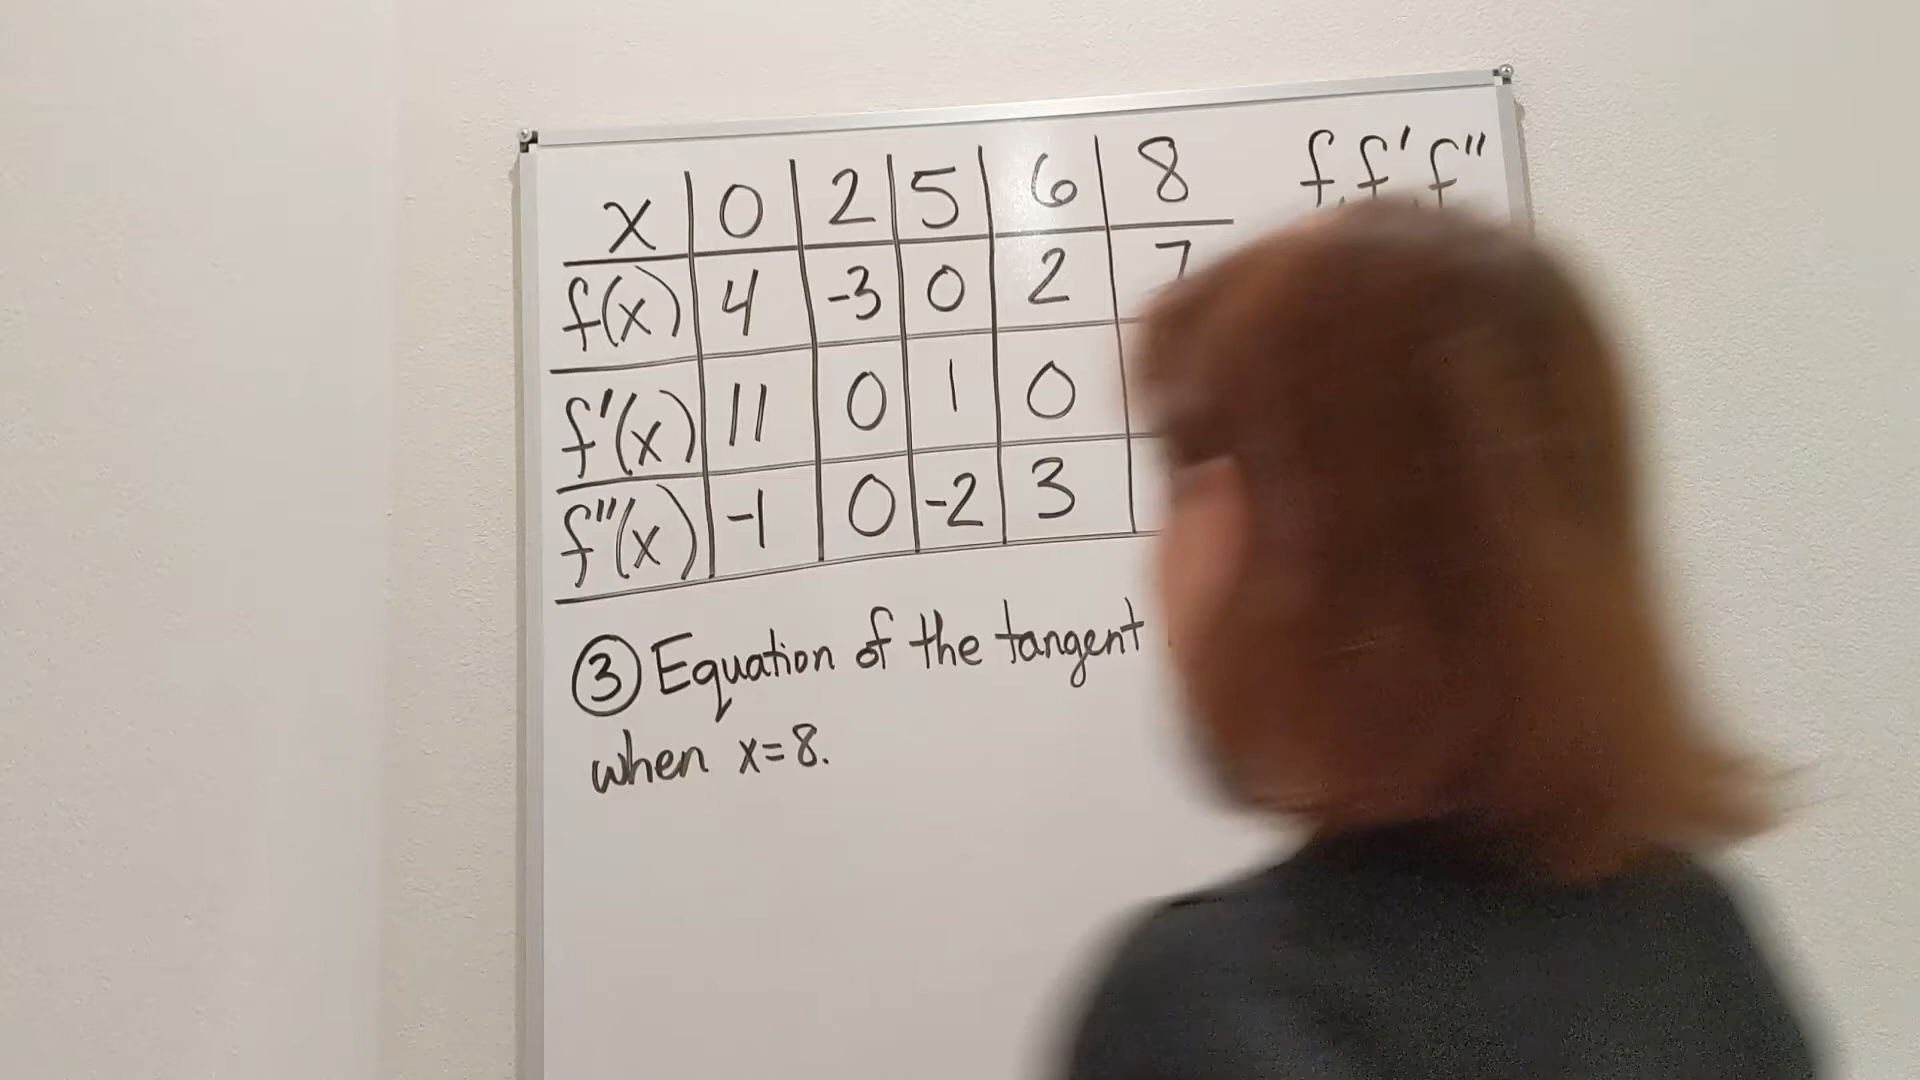 x 0 2 5 6 8 f, f', f"
f(x) 4 -3 0 2 7
f'(x) 11 0 1 0
f"(x) -1 0 -2 3
③ Equation of the tangent
when x=8.